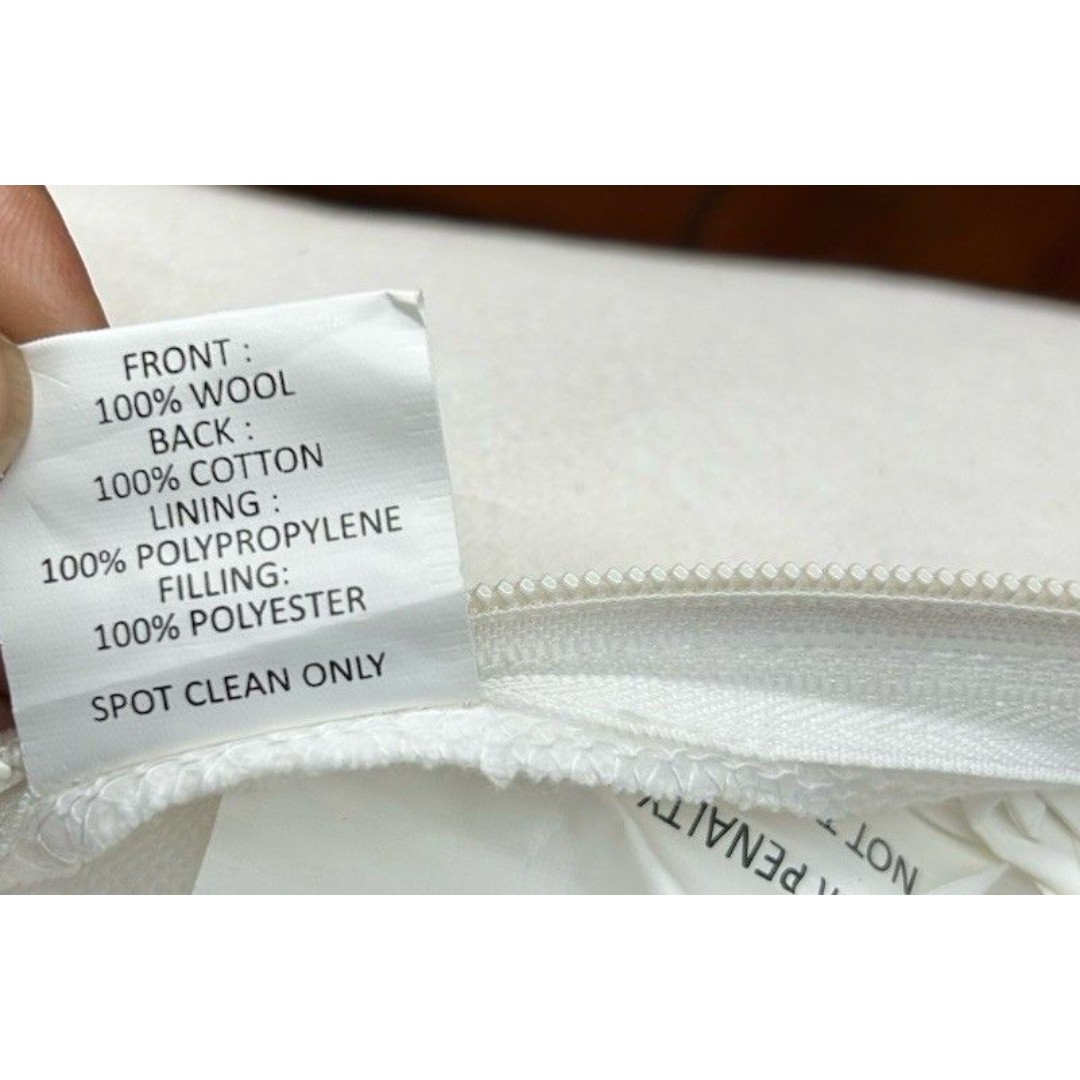 FRONT :
100% WOOL
BACK :
100% COTTON
LINING :
100% POLYPROPYLENE
FILLING:
100% POLYESTER
SPOT CLEAN ONLY
PENALTY
NOT